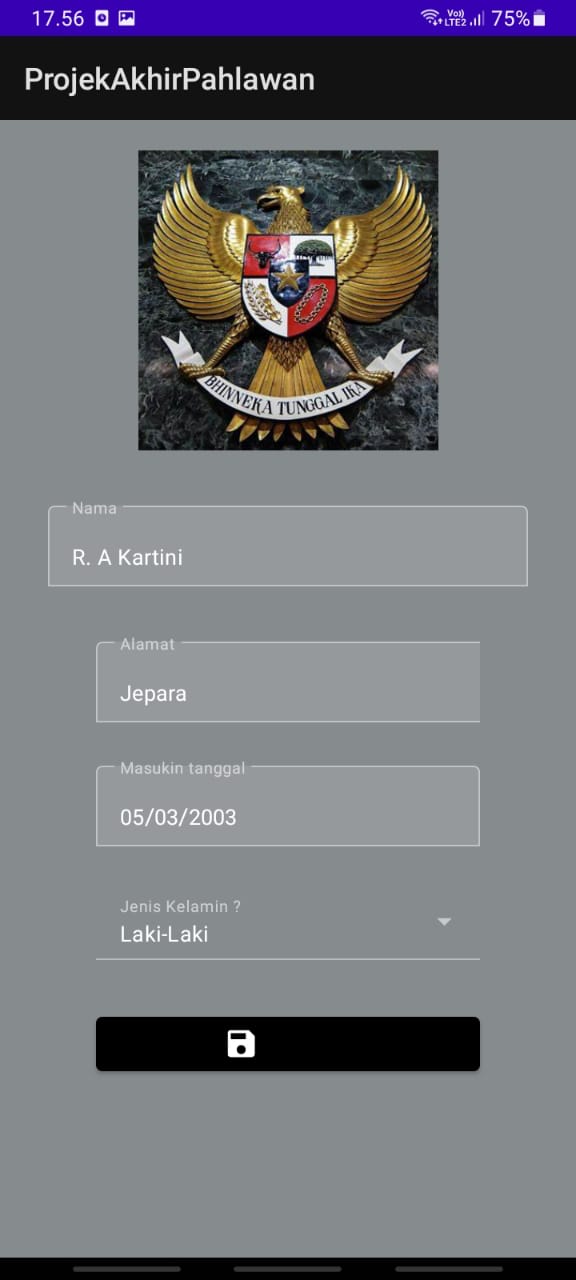 17.56 Vo)) LTE2 75%
ProjekAkhirPahlawan
BHINNEKA TUNGGAL IKA
Nama
R. A Kartini
Alamat
Jepara
Masukin tanggal
05/03/2003
Jenis Kelamin ?
Laki-Laki